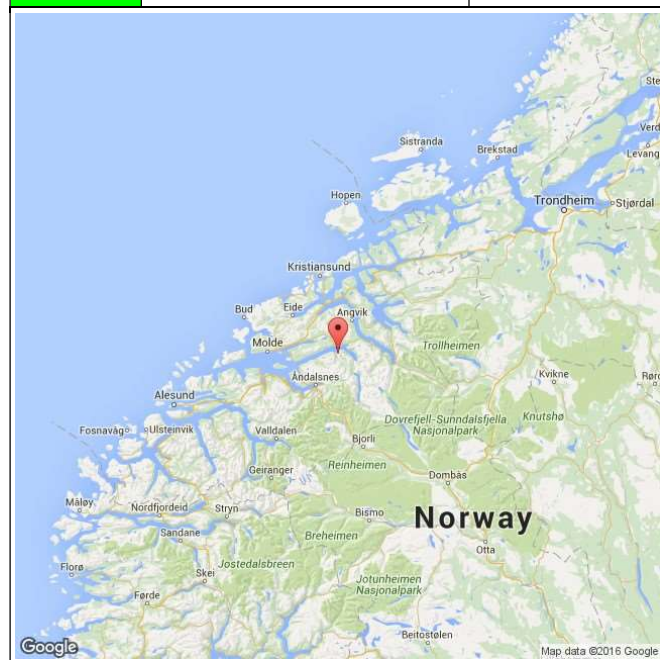 Ste
Verd
Levang
Sistranda
Brekstad
Hopen
Trondheim
Stjørdal
Kristiansund
Bud
Eide
Angvik
Molde
Trollheimen
Åndalsnes
Kvikne
Røro
Alesund
Dovrefjell-Sunndalsfjella
Nasjonalpark
Knutshø
Fosnavåg
Ulsteinvik
Valldalen
Bjorli
Geiranger
Reinheimen
Dombås
Måløy
Nordfjordeid
Stryn
Bismo
Norway
Sandane
Breheimen
Otta
Florø
Skei
Jostedalsbreen
Jotunheimen
Nasjonalpark
Førde
Beitostølen
Google
Map data ©2016 Google